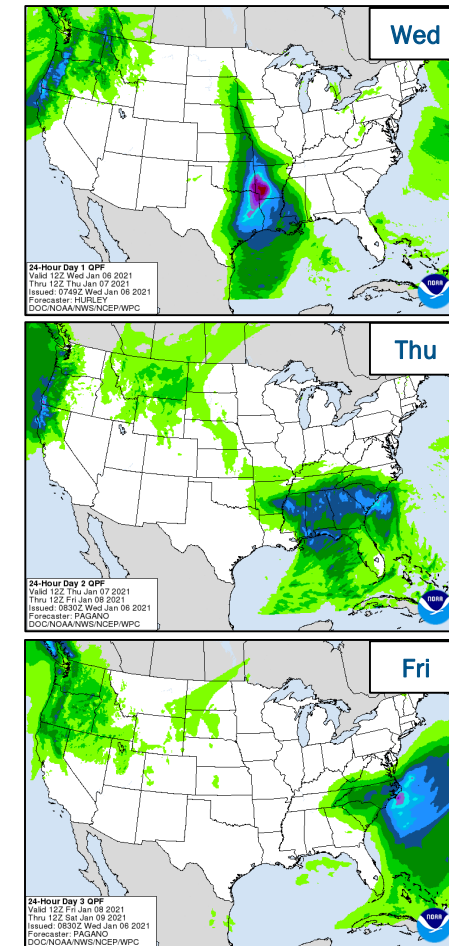 Wed
24-Hour Day 1 QPF
Valid 12Z Wed Jan 06 2021
Thru 12Z Thu Jan 07 2021
Issued: 0749Z Wed Jan 06 2021
Forecaster: HURLEY
DOC/NOAA/NWS/NCEP/WPC
NOAA
Thu
24-Hour Day 2 QPF
Valid 12Z Thu Jan 07 2021
Thru 12Z Fri Jan 08 2021
Issued: 0830Z Wed Jan 06 2021
Forecaster: PAGANO
DOC/NOAA/NWS/NCEP/WPC
NOAA
Fri
24-Hour Day 3 QPF
Valid 12Z Fri Jan 08 2021
Thru 12Z Sat Jan 09 2021
Issued: 0830Z Wed Jan 06 2021
Forecaster: PAGANO
DOC/NOAA/NWS/NCEP/WPC
NOAA